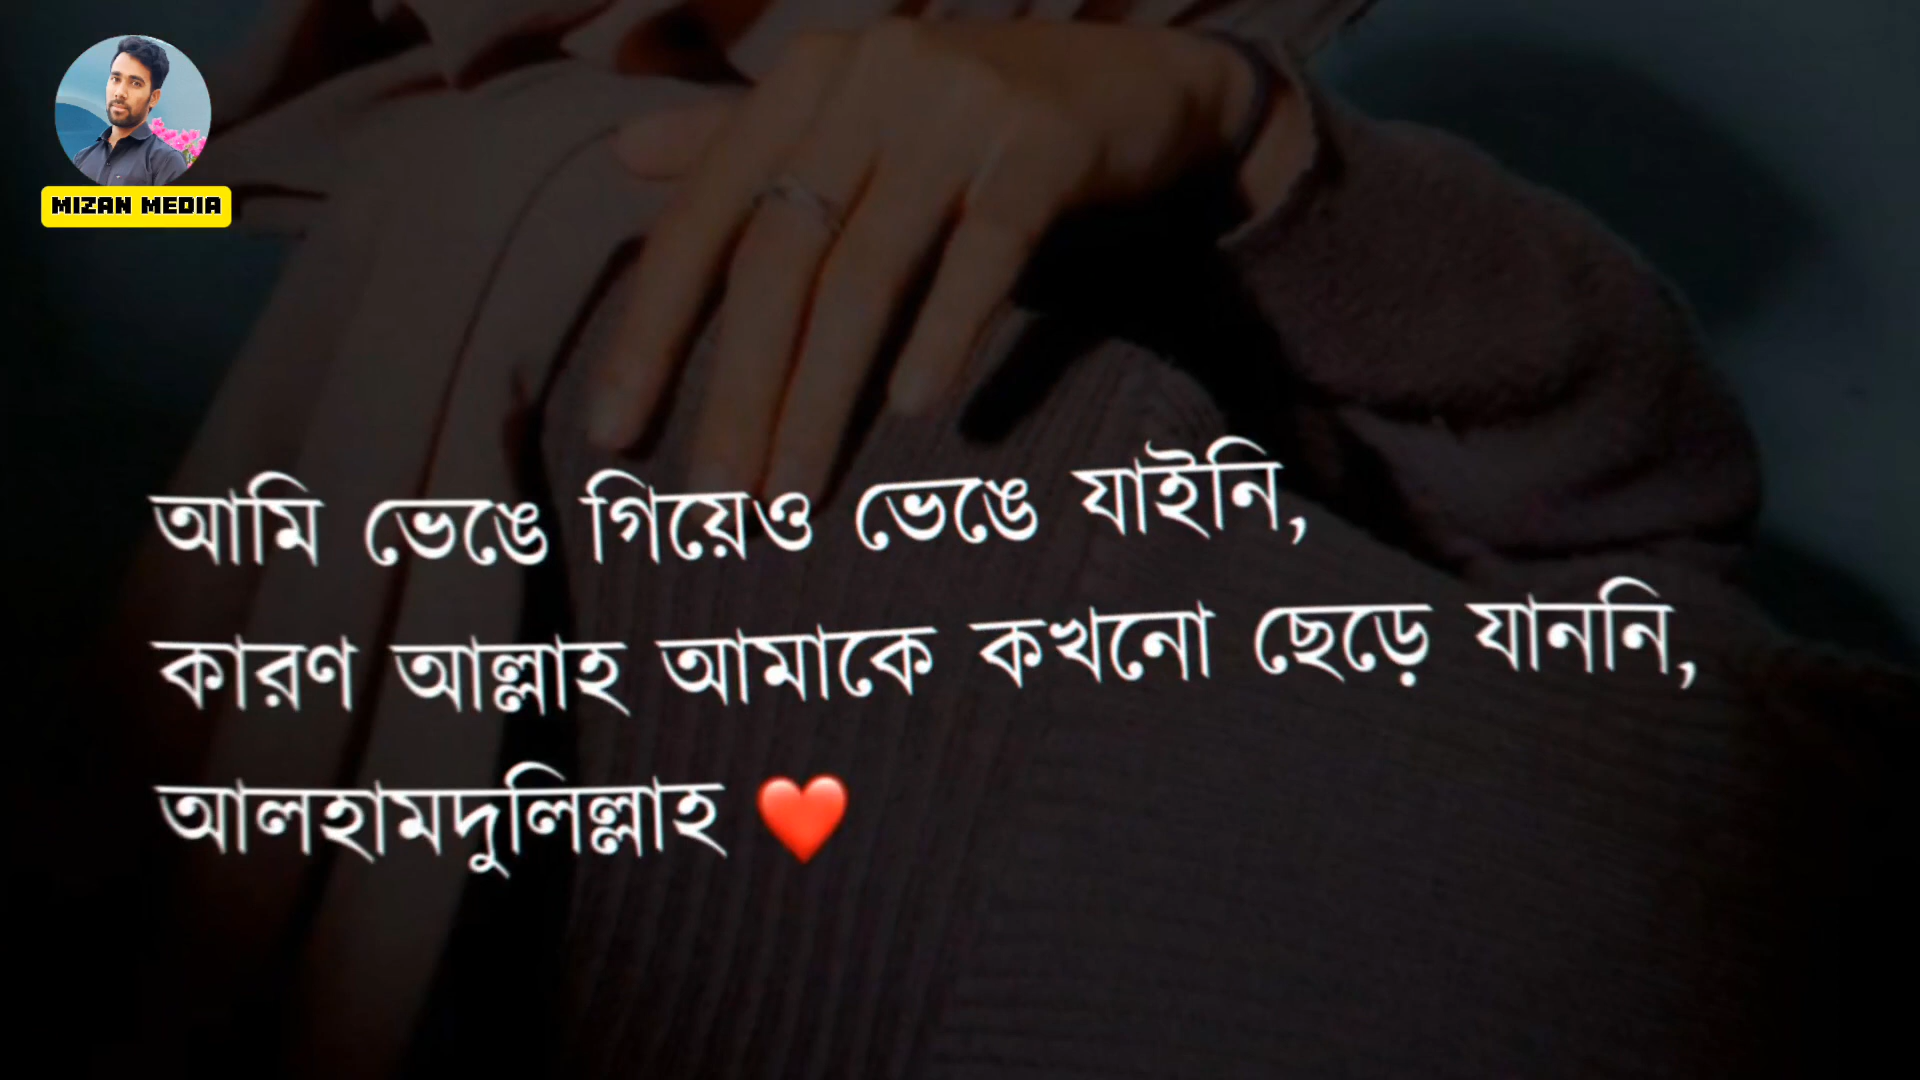 MIZAN MEDIA
আমি ভেঙে গিয়েও ভেঙে যাইনি,
কারণ আল্লাহ আমাকে কখনো ছেড়ে যাননি,
আলহামদুলিল্লাহ ❤️